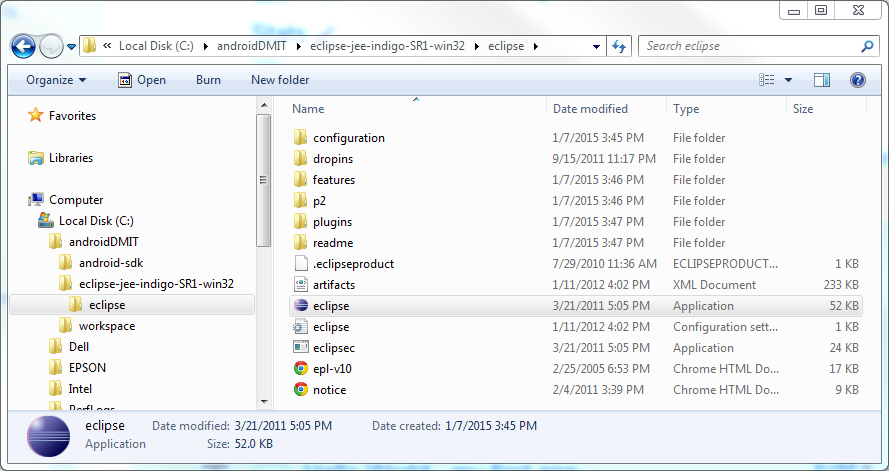 « Local Disk (C:) androidDMIT eclipse-jee-indigo-SR1-win32 eclipse Search eclipse
Organize Open Burn New folder
Favorites
Libraries
Computer
Local Disk (C:)
androidDMIT
android-sdk
eclipse-jee-indigo-SR1-win32
eclipse
workspace
Dell
EPSON
Intel
PerfLogs
Name Date modified Type Size
configuration 1/7/2015 3:45 PM File folder
dropins 9/15/2011 11:17 PM File folder
features 1/7/2015 3:46 PM File folder
p2 1/7/2015 3:46 PM File folder
plugins 1/7/2015 3:47 PM File folder
readme 1/7/2015 3:47 PM File folder
.eclipseproduct 7/29/2010 11:36 AM ECLIPSEPRODUCT... 1 KB
artifacts 1/11/2012 4:02 PM XML Document 233 KB
eclipse 3/21/2011 5:05 PM Application 52 KB
eclipse 1/11/2012 4:02 PM Configuration sett... 1 KB
eclipsec 3/21/2011 5:05 PM Application 24 KB
epl-v10 2/25/2005 6:53 PM Chrome HTML Do... 17 KB
notice 2/4/2011 3:39 PM Chrome HTML Do... 9 KB
eclipse Date modified: 3/21/2011 5:05 PM Date created: 1/7/2015 3:45 PM
Application Size: 52.0 KB